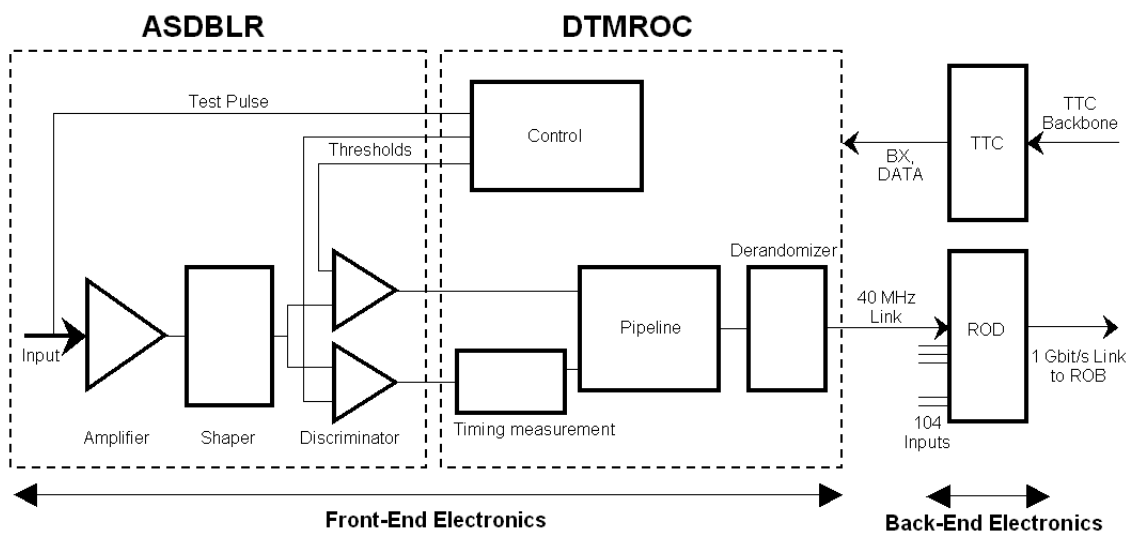 ASDBLR
DTMROC
Test Pulse
Thresholds
Control
TTC
TTC
Backbone
BX,
DATA
Derandomizer
Input
Pipeline
40 MHz
Link
ROD
1 Gbit/s Link
to ROB
Amplifier
Shaper
Discriminator
Timing measurement
104
Inputs
Front-End Electronics
Back-End Electronics